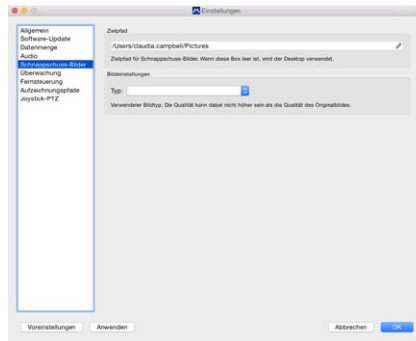 Einstellungen
Allgemein
Software-Update
Datenmenge
Audio
Schnappschuss-Bilder
Überwachung
Fernsteuerung
Aufzeichnungspfade
Joystick-PTZ
Zielpfad
/Users/claudia.campbell/Pictures
Zielpfad für Schnappschuss-Bilder. Wenn diese Box leer ist, wird der Desktop verwendet.
Bildeinstellungen
Typ:
Verwendeter Bildtyp. Die Qualität kann dabei nicht höher sein als die Qualität des Originalbildes.
Voreinstellungen
Anwenden
Abbrechen
OK